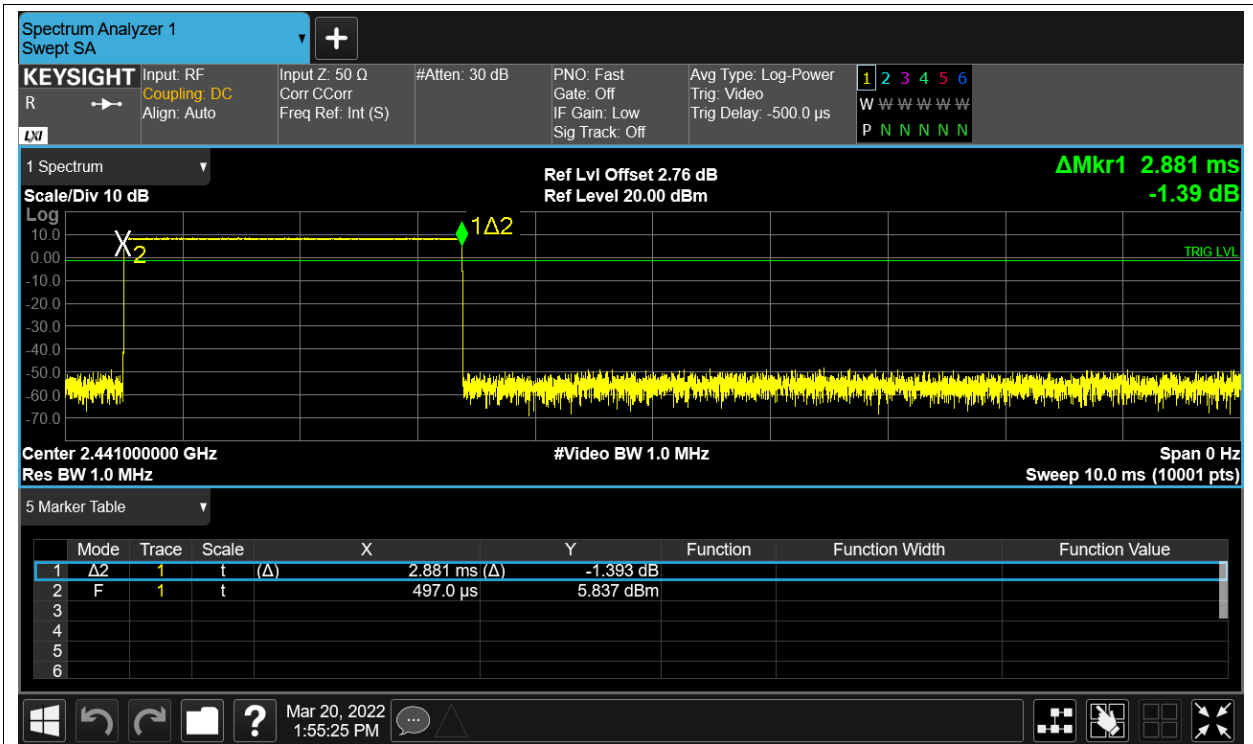 Spectrum Analyzer 1
Swept SA
KEYSIGHT
R
LXI
Input: RF
Coupling: DC
Align: Auto
Input Z: 50 Ω
Corr CCorr
Freq Ref: Int (S)
#Atten: 30 dB
PNO: Fast
Gate: Off
IF Gain: Low
Sig Track: Off
Avg Type: Log-Power
Trig: Video
Trig Delay: -500.0 µs
1 2 3 4 5 6
W W W W W W
P N N N N N
1 Spectrum
Scale/Div 10 dB
Ref Lvl Offset 2.76 dB
Ref Level 20.00 dBm
ΔMkr1 2.881 ms
-1.39 dB
Log
10.0
0.00
-10.0
-20.0
-30.0
-40.0
-50.0
-60.0
-70.0
X2
1Δ2
TRIG LVL
Center 2.441000000 GHz
#Video BW 1.0 MHz
Span 0 Hz
Res BW 1.0 MHz
Sweep 10.0 ms (10001 pts)
5 Marker Table
Mode Trace Scale X Y Function Function Width Function Value
1 Δ2 1 t (Δ) 2.881 ms (Δ) -1.393 dB
2 F 1 t 497.0 µs 5.837 dBm
3
4
5
6
?
Mar 20, 2022
1:55:25 PM